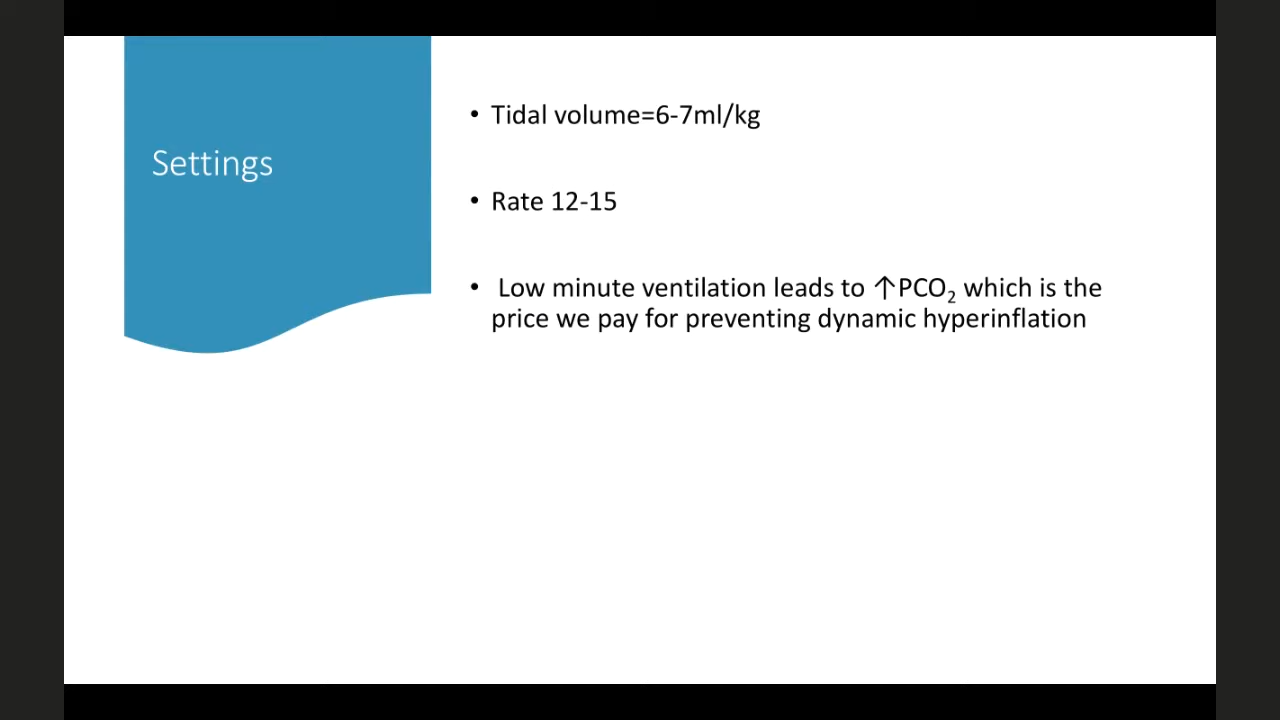 Settings
• Tidal volume=6-7ml/kg
• Rate 12-15
• Low minute ventilation leads to ↑PCO₂ which is the
price we pay for preventing dynamic hyperinflation